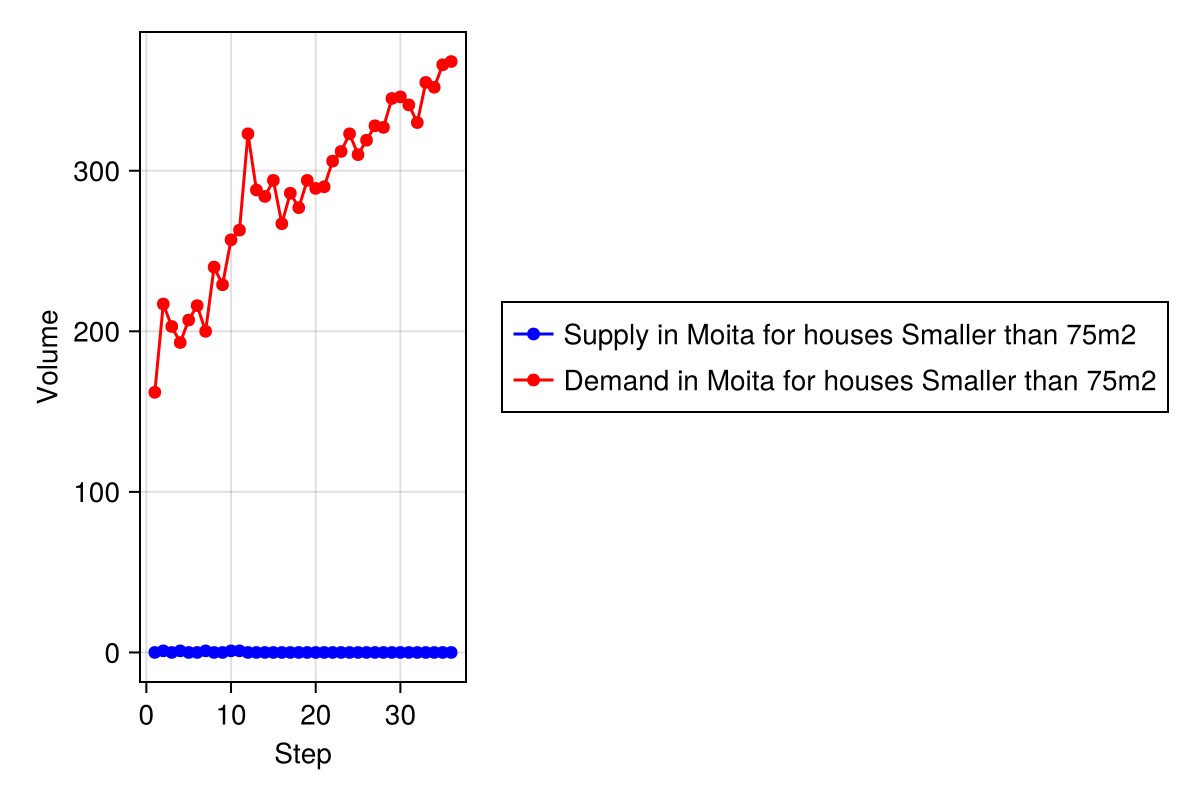 300
200
100
0
Volume
0 10 20 30
Step
Supply in Moita for houses Smaller than 75m2
Demand in Moita for houses Smaller than 75m2